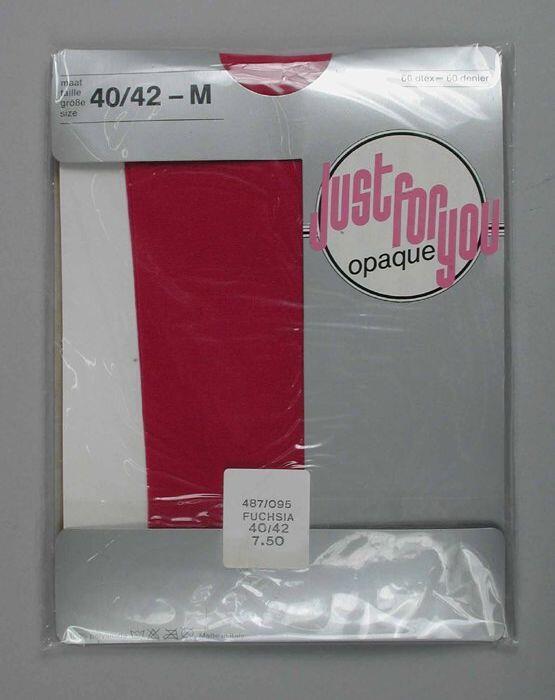 maat
taille
größe
size
40/42 – M
60 dtex = 60 denier
Just for you
opaque
487/095
FUCHSIA
40/42
7.50